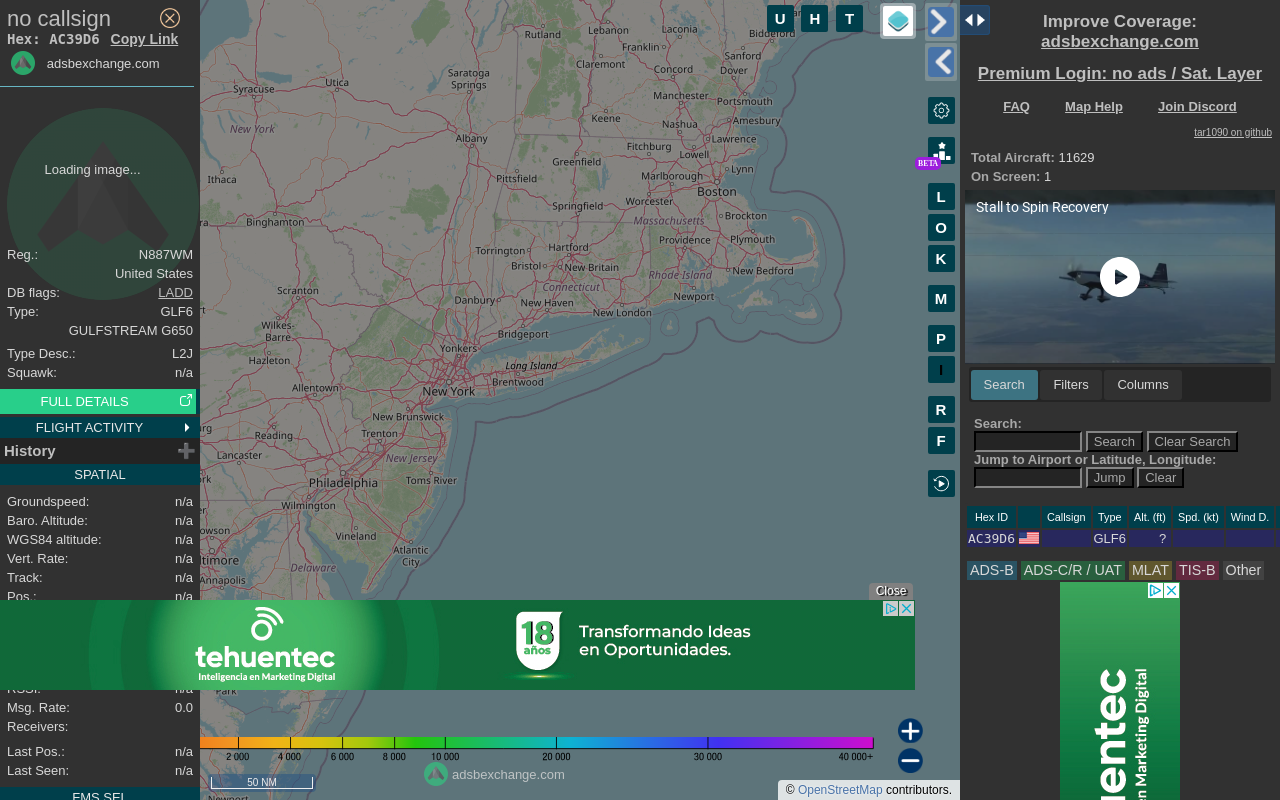 no callsign
Hex: AC39D6 Copy Link
adsbexchange.com
Loading image...
Reg.: N887WM
United States
DB flags: LADD
Type: GLF6
GULFSTREAM G650
Type Desc.: L2J
Squawk: n/a
FULL DETAILS
FLIGHT ACTIVITY
History
SPATIAL
Groundspeed: n/a
Baro. Altitude: n/a
WGS84 altitude: n/a
Vert. Rate: n/a
Track: n/a
Pos.: n/a
RSSI: n/a
Msg. Rate: 0.0
Receivers:
Last Pos.: n/a
Last Seen: n/a
FMS SEL
Rutland
Lebanon
Laconia
Biddeford
Franklin
Claremont
Sanford
Concord
Dover
Saratoga
Springs
Utica
Syracuse
Manchester
Portsmouth
Keene
Nashua
Amesbury
New York
Albany
Lawrence
Fitchburg
Lowell
Greenfield
Lynn
Ithaca
Pittsfield
Marlborough
Boston
Worcester
Springfield
Binghamton
Massachusetts
Brockton
Torrington
Hartford
Providence
Plymouth
Bristol
New Britain
Rhode Island
New Bedford
Connecticut
Scranton
Danbury
New Haven
Newport
New London
Wilkes-
Barre
Bridgeport
Yonkers
Hazleton
Long Island
Brentwood
Allentown
New York
New Brunswick
Reading
Trenton
Lancaster
New Jersey
Philadelphia
Toms River
Wilmington
Vineland
Atlantic
City
Annapolis
Delaware
U H T
BETA
L
O
K
M
P
I
R
F
Close
tehuentec
Inteligencia en Marketing Digital
18
años
Transformando Ideas
en Oportunidades.
2 000 4 000 6 000 8 000 10 000 20 000 30 000 40 000+
adsbexchange.com
50 NM
© OpenStreetMap contributors.
Improve Coverage:
adsbexchange.com
Premium Login: no ads / Sat. Layer
FAQ Map Help Join Discord
tar1090 on github
Total Aircraft: 11629
On Screen: 1
Stall to Spin Recovery
Search Filters Columns
Search:
Search Clear Search
Jump to Airport or Latitude, Longitude:
Jump Clear
Hex ID Callsign Type Alt. (ft) Spd. (kt) Wind D.
AC39D6 GLF6 ?
ADS-B ADS-C/R / UAT MLAT TIS-B Other